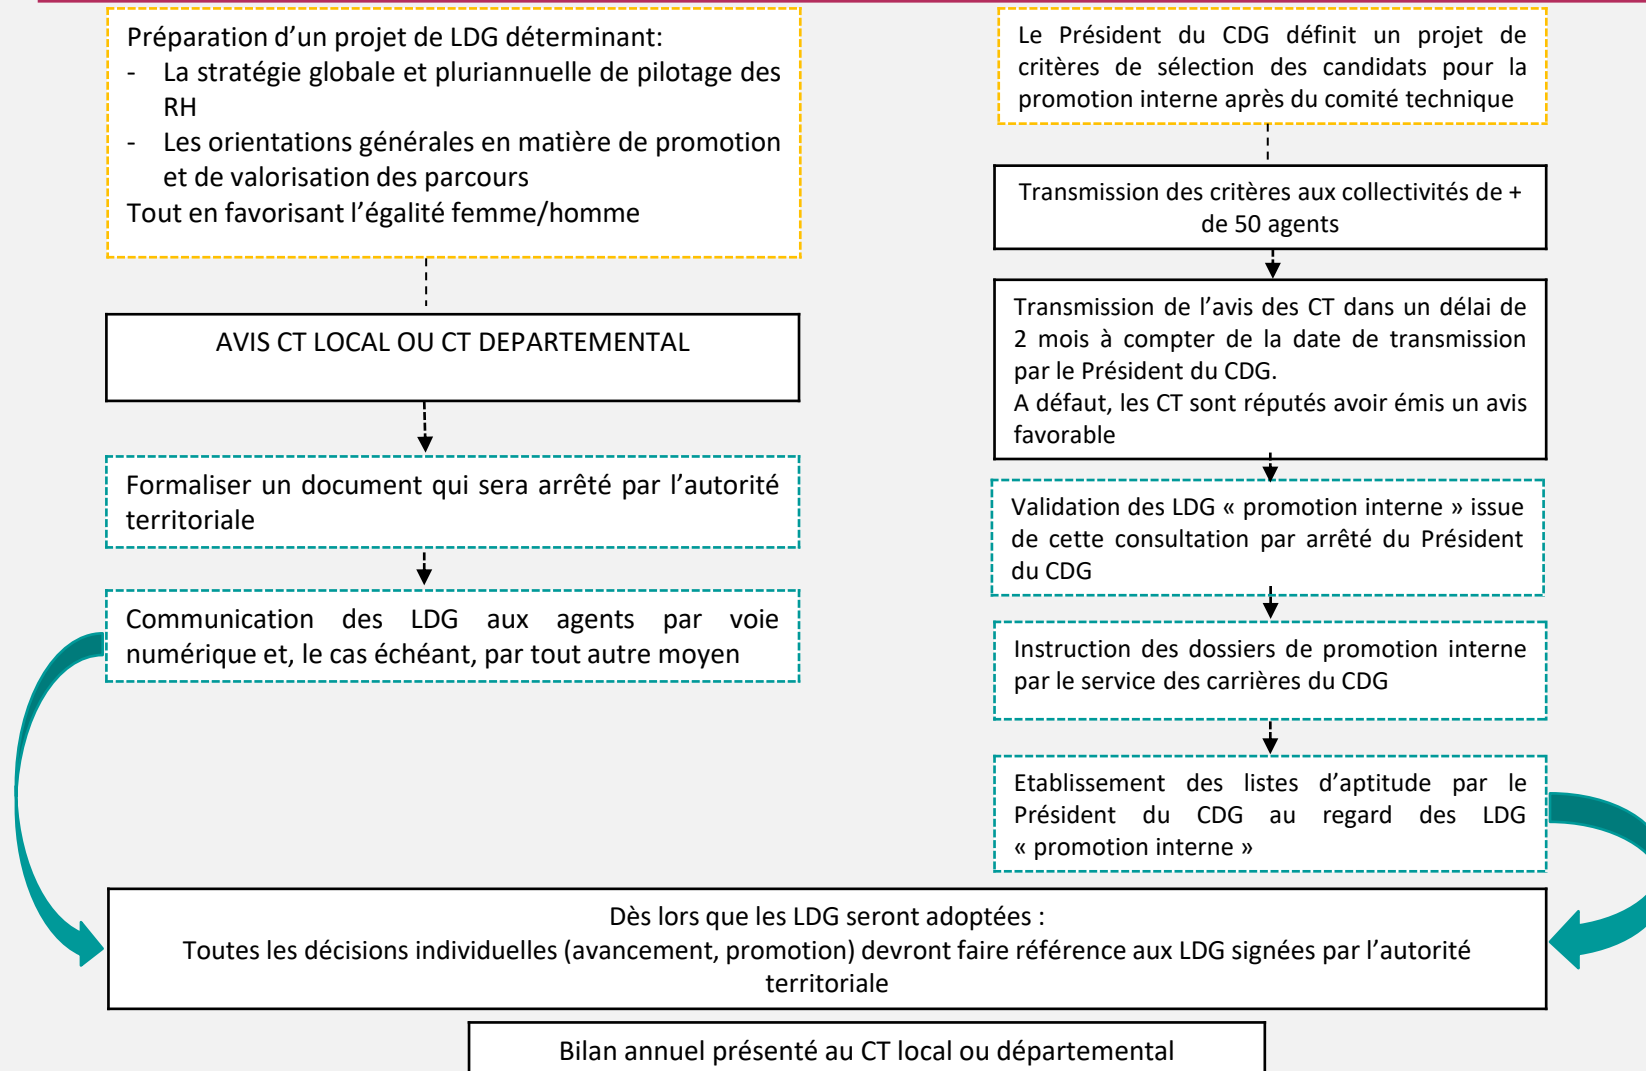 Préparation d’un projet de LDG déterminant:
- La stratégie globale et pluriannuelle de pilotage des
RH
- Les orientations générales en matière de promotion
et de valorisation des parcours
Tout en favorisant l’égalité femme/homme
AVIS CT LOCAL OU CT DEPARTEMENTAL
Formaliser un document qui sera arrêté par l’autorité
territoriale
Communication des LDG aux agents par voie
numérique et, le cas échéant, par tout autre moyen
Le Président du CDG définit un projet de
critères de sélection des candidats pour la
promotion interne après du comité technique
Transmission des critères aux collectivités de +
de 50 agents
Transmission de l’avis des CT dans un délai de
2 mois à compter de la date de transmission
par le Président du CDG.
A défaut, les CT sont réputés avoir émis un avis
favorable
Validation des LDG « promotion interne » issue
de cette consultation par arrêté du Président
du CDG
Instruction des dossiers de promotion interne
par le service des carrières du CDG
Etablissement des listes d’aptitude par le
Président du CDG au regard des LDG
« promotion interne »
Dès lors que les LDG seront adoptées :
Toutes les décisions individuelles (avancement, promotion) devront faire référence aux LDG signées par l’autorité
territoriale
Bilan annuel présenté au CT local ou départemental